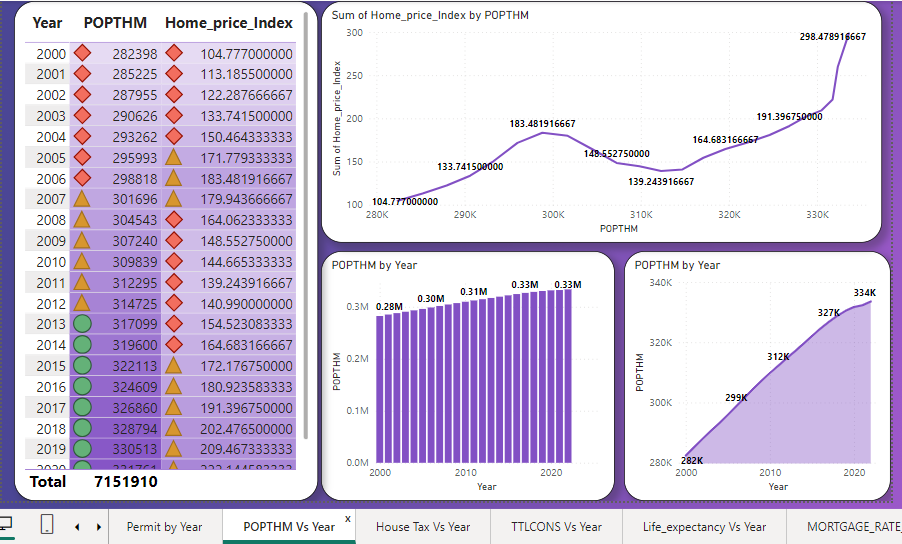 Year POPTHM Home_price_Index
2000 282398 104.777000000
2001 285225 113.185500000
2002 287955 122.287666667
2003 290626 133.741500000
2004 293262 150.464333333
2005 295993 171.779333333
2006 298818 183.481916667
2007 301696 179.943666667
2008 304543 164.062333333
2009 307240 148.552750000
2010 309839 144.665333333
2011 312295 139.243916667
2012 314725 140.990000000
2013 317099 154.523083333
2014 319600 164.683166667
2015 322113 172.176750000
2016 324609 180.923583333
2017 326860 191.396750000
2018 328794 202.476500000
2019 330513 209.467333333
Total 7151910
Sum of Home_price_Index by POPTHM
Sum of Home_price_Index
300
250
200
150
100
104.777000000
133.741500000
183.481916667
148.552750000
139.243916667
164.683166667
191.396750000
298.478916667
280K 290K 300K 310K 320K 330K
POPTHM
POPTHM by Year
POPTHM
0.3M
0.2M
0.1M
0.0M
0.28M 0.30M 0.31M 0.33M 0.33M
2000 2010 2020
Year
POPTHM by Year
POPTHM
340K
320K
300K
280K
282K
299K
312K
327K
334K
2000 2010 2020
Year
Permit by Year POPTHM Vs Year x House Tax Vs Year TTLCONS Vs Year Life_expectancy Vs Year MORTGAGE_RATE_